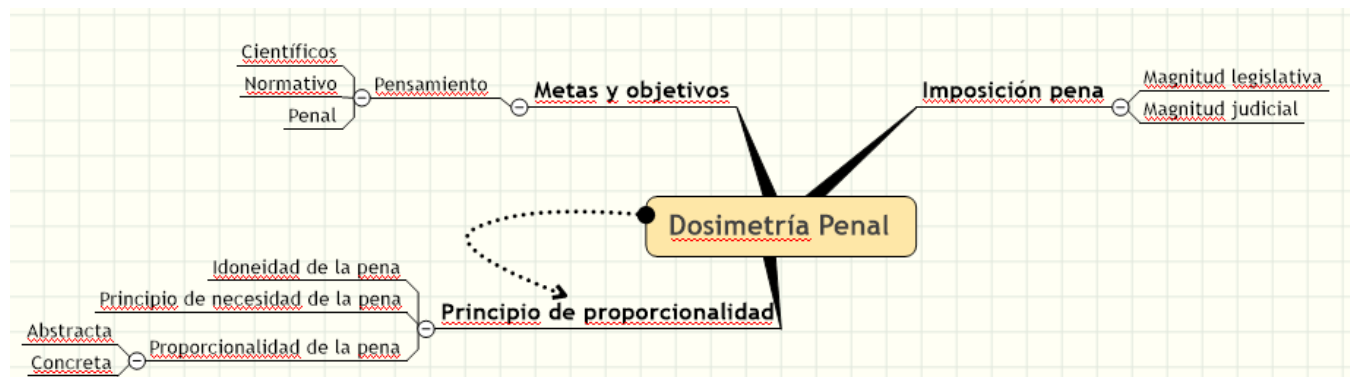 Científicos
Normativo
Penal
Pensamiento
Metas y objetivos
Imposición pena
Magnitud legislativa
Magnitud judicial
Dosimetría Penal
Idoneidad de la pena
Principio de necesidad de la pena
Proporcionalidad de la pena
Abstracta
Concreta
Principio de proporcionalidad